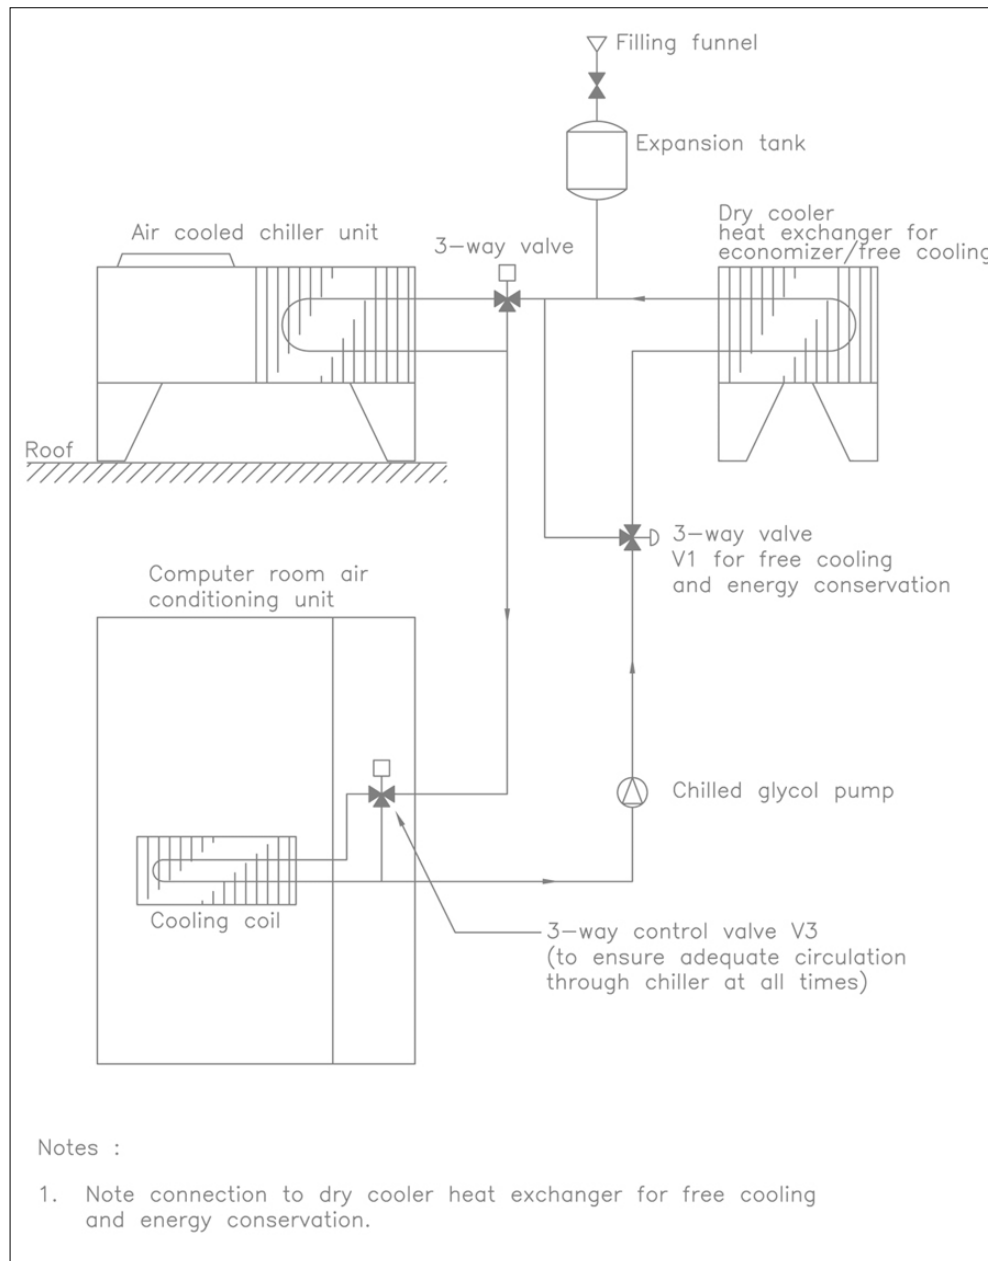 Filling funnel
Expansion tank
Air cooled chiller unit
3-way valve
Dry cooler
heat exchanger for
economizer/free cooling
Roof
3-way valve
V1 for free cooling
and energy conservation
Computer room air
conditioning unit
Chilled glycol pump
Cooling coil
3-way control valve V3
(to ensure adequate circulation
through chiller at all times)
Notes :
1. Note connection to dry cooler heat exchanger for free cooling
and energy conservation.